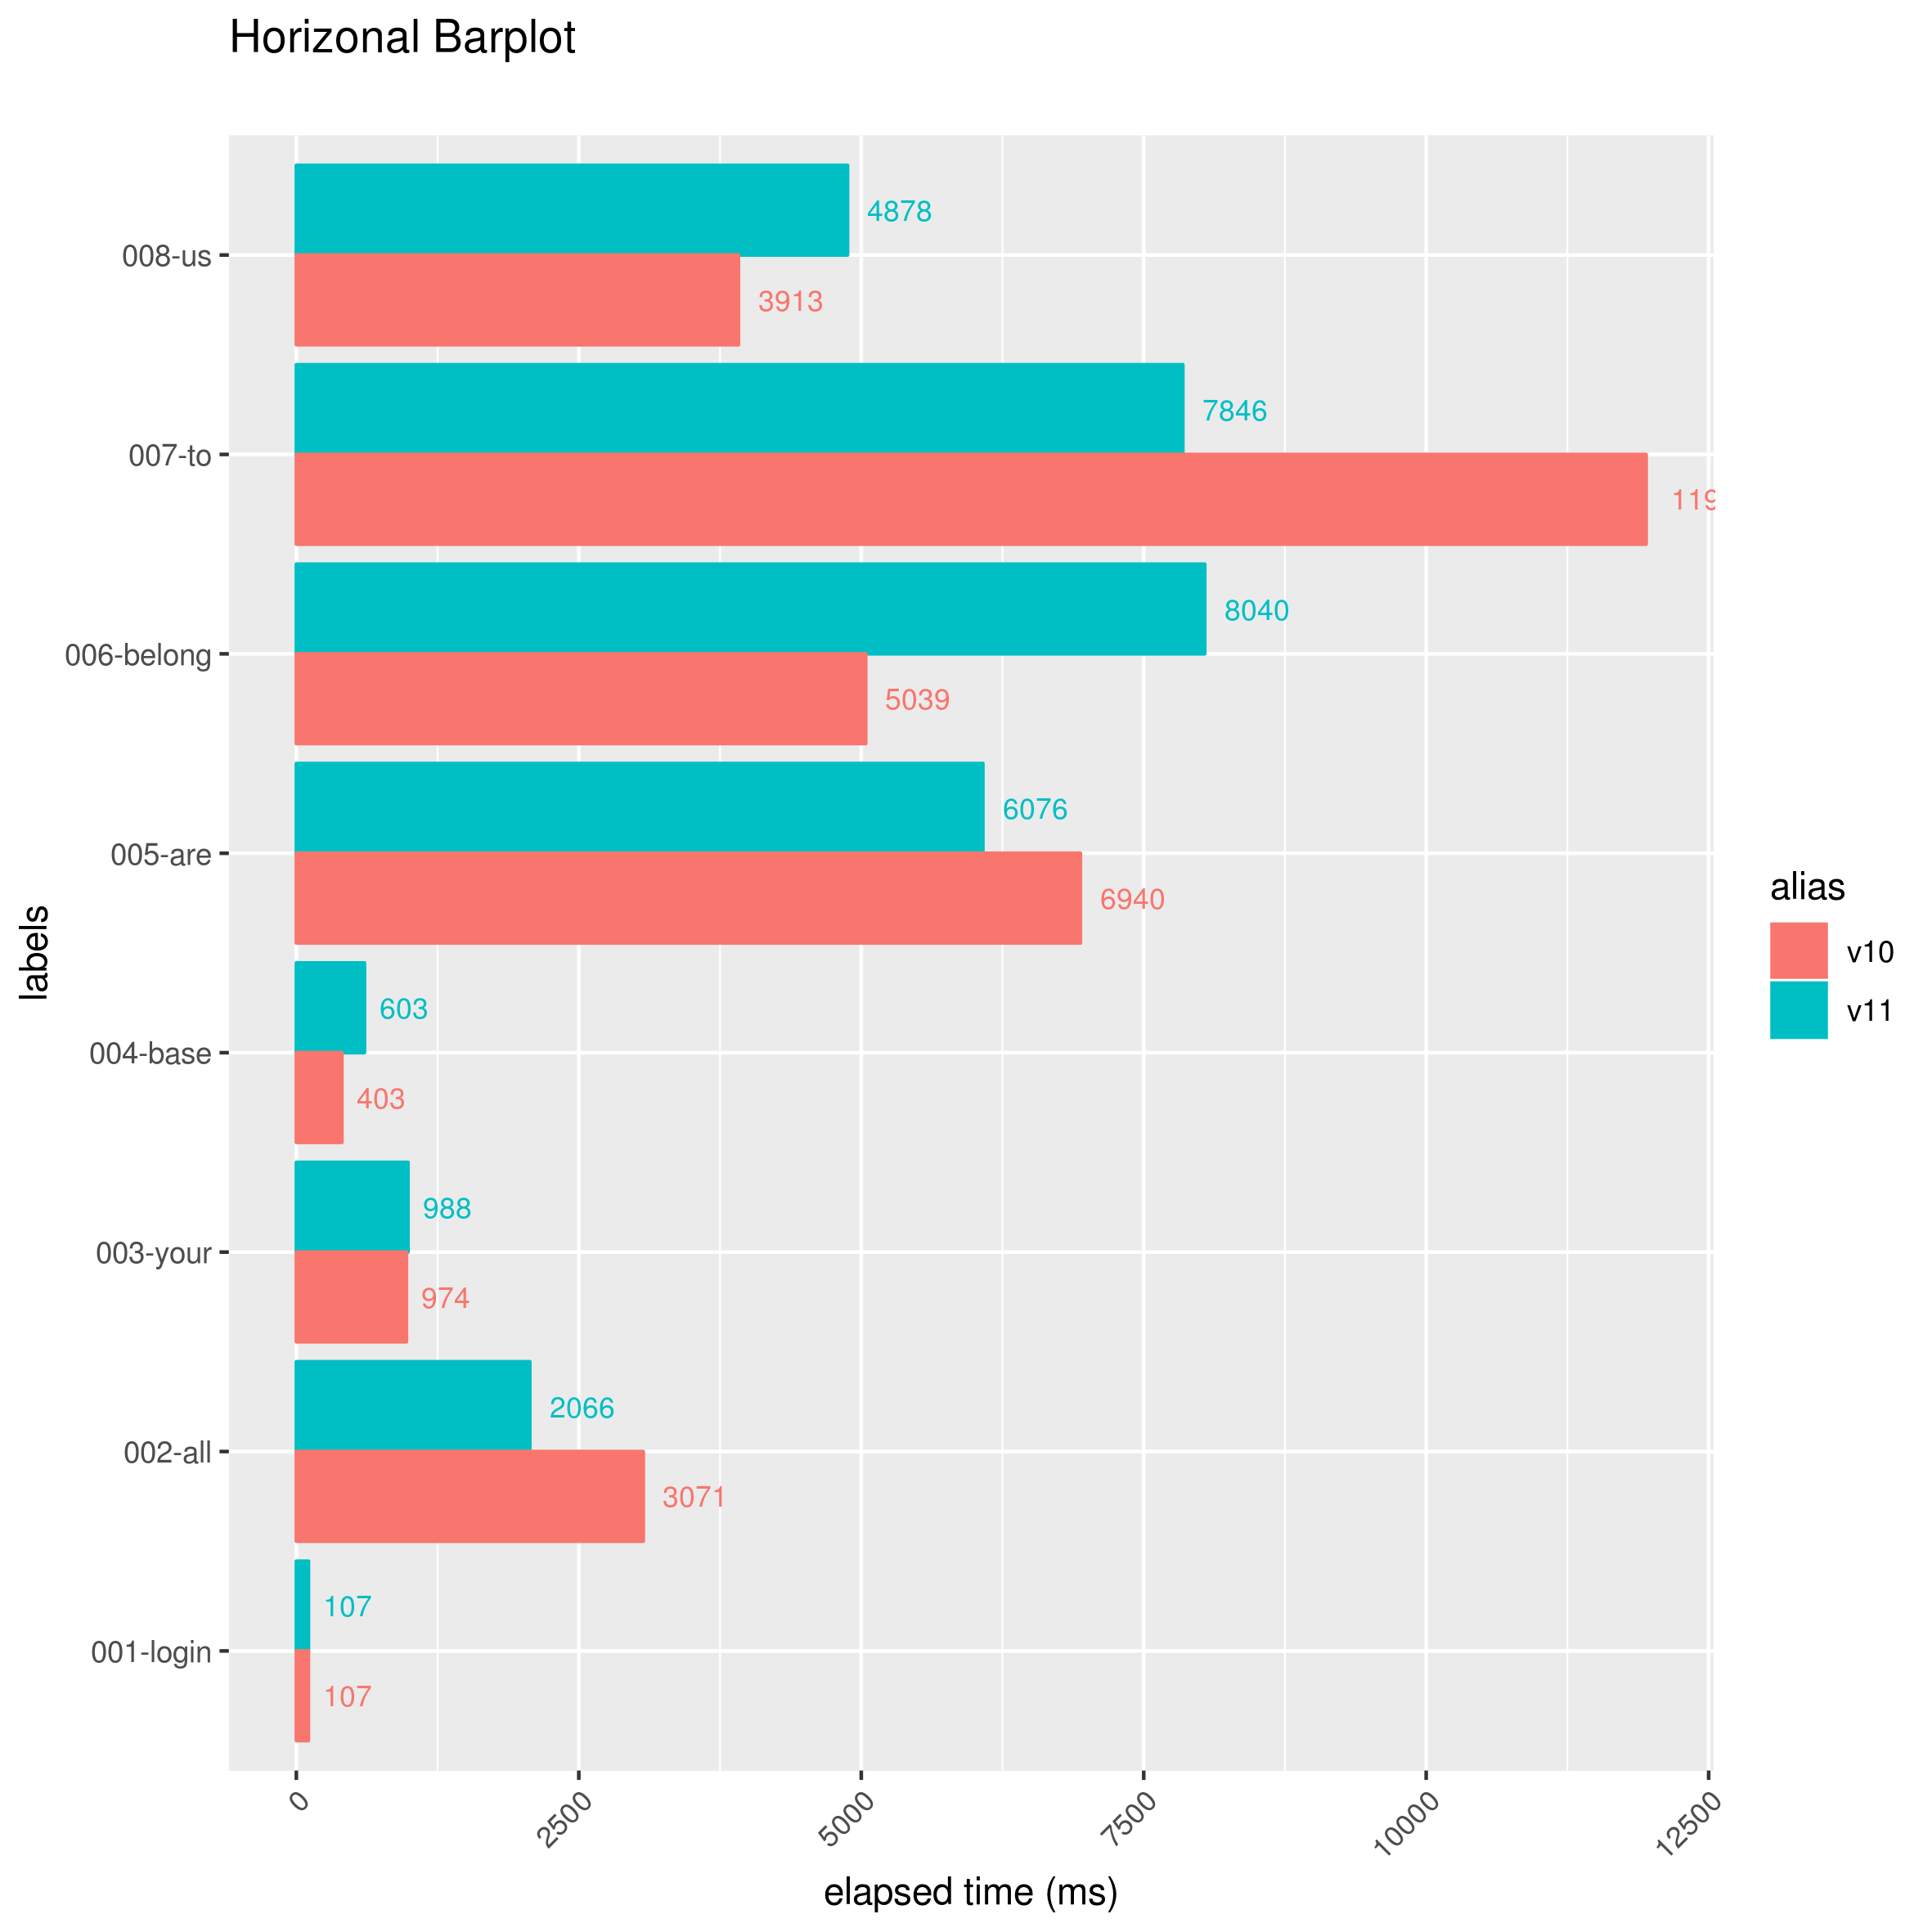 Horizonal Barplot
labels
008-us
4878
3913
007-to
7846
119
006-belong
8040
5039
005-are
6076
6940
004-base
603
403
003-your
988
974
002-all
2066
3071
001-login
107
107
0
2500
5000
7500
10000
12500
elapsed time (ms)
alias
v10
v11